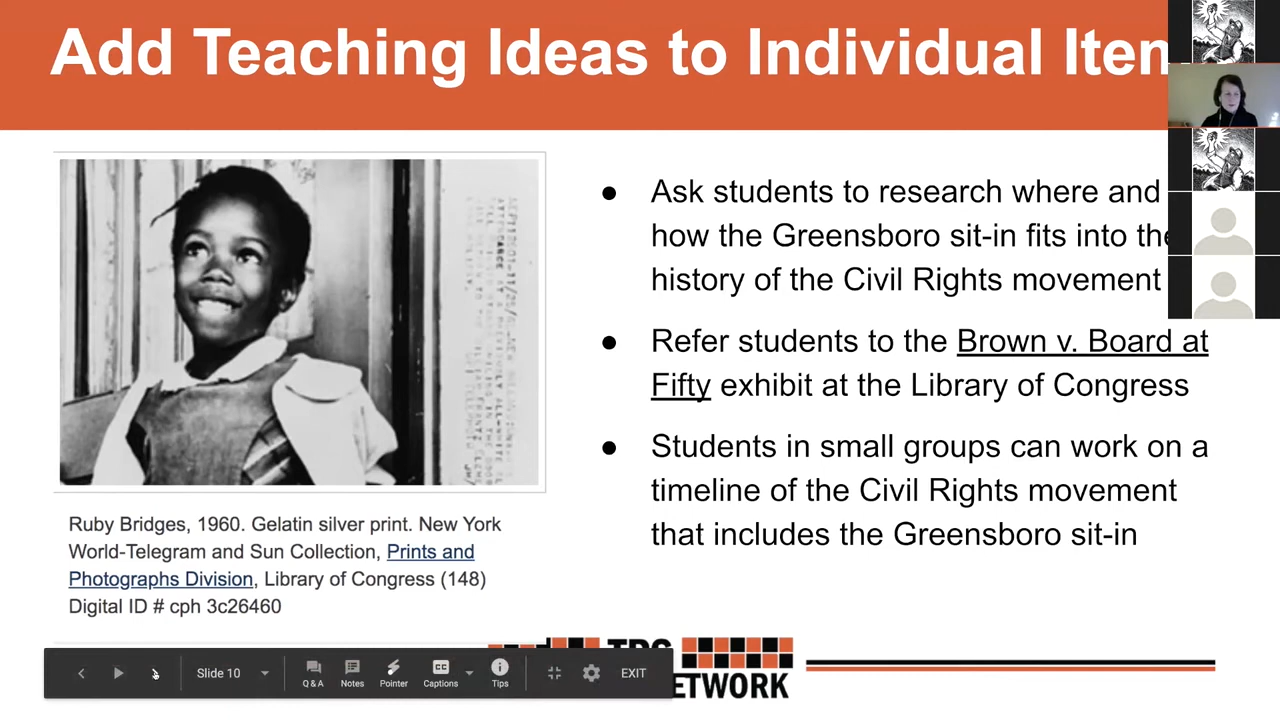 Add Teaching Ideas to Individual
● Ask students to research where and
how the Greensboro sit-in fits into the
history of the Civil Rights movement
● Refer students to the Brown v. Board at
Fifty exhibit at the Library of Congress
● Students in small groups can work on a
timeline of the Civil Rights movement
that includes the Greensboro sit-in
Ruby Bridges, 1960. Gelatin silver print. New York
World-Telegram and Sun Collection, Prints and
Photographs Division, Library of Congress (148)
Digital ID # cph 3c26460
Slide 10
Q & A
Notes
Pointer
CC
Captions
Tips
EXIT